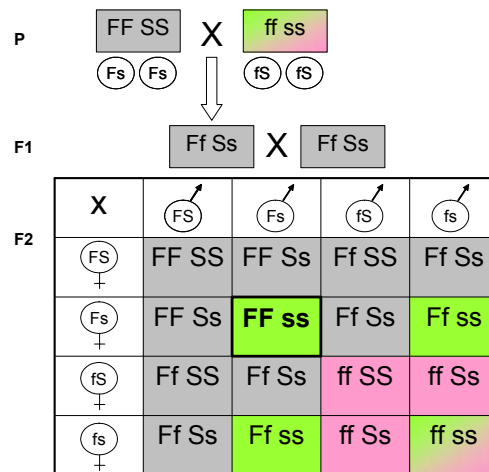 P FF SS X ff ss
Fs Fs fS fS
F1 Ff Ss X Ff Ss
F2
X FS Fs fS fs
FS FF SS FF Ss Ff SS Ff Ss
Fs FF Ss FF ss Ff Ss Ff ss
fS Ff SS Ff Ss ff SS ff Ss
fs Ff Ss Ff ss ff Ss ff ss